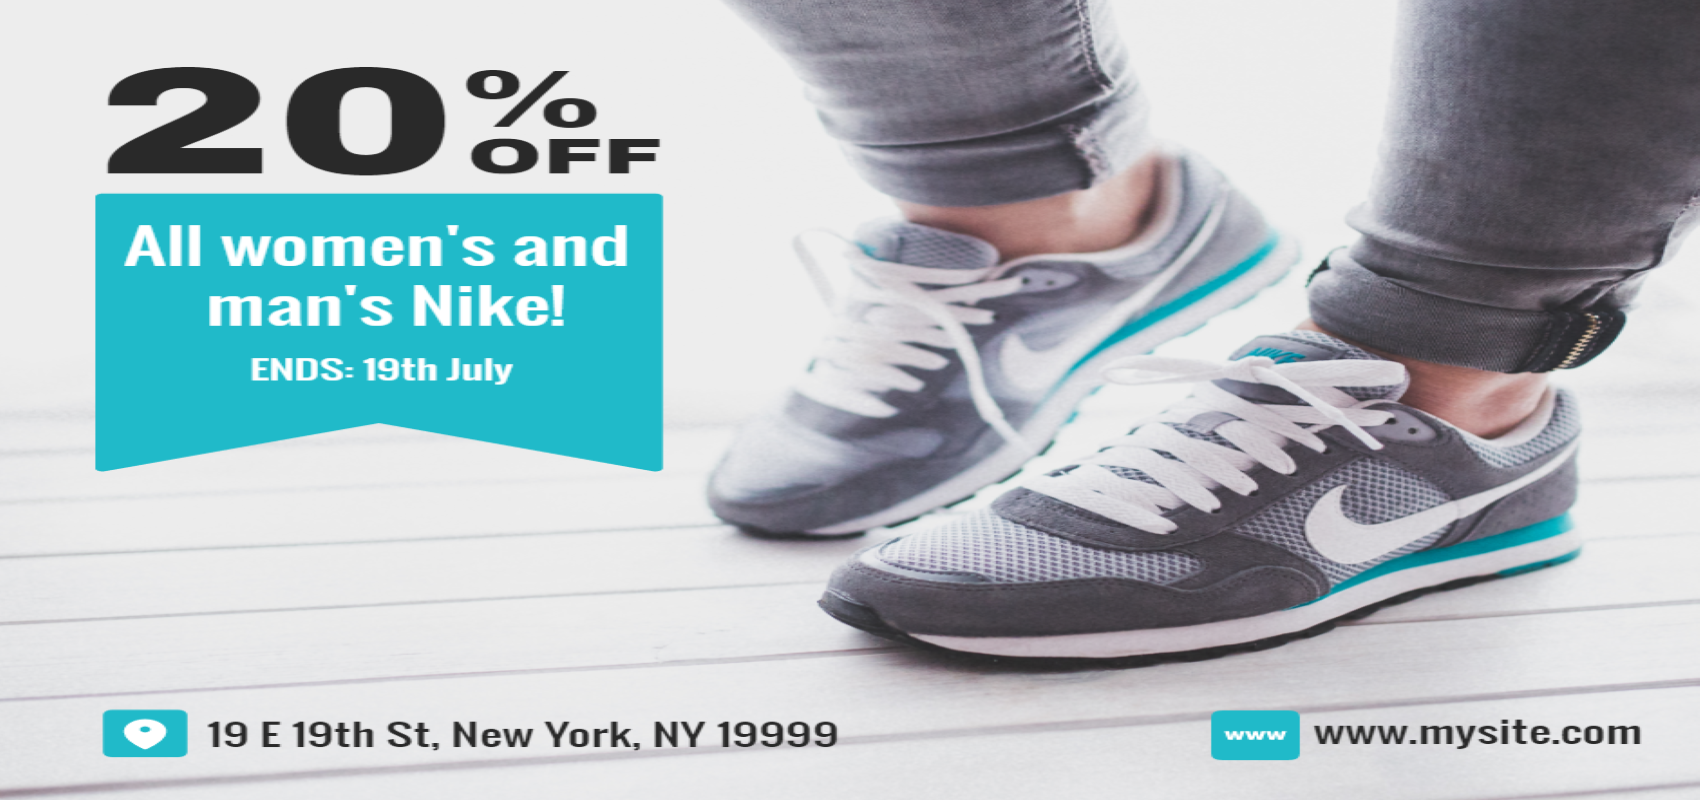 20%
OFF
All women's and
man's Nike!
ENDS: 19th July
NIKE
19 E 19th St, New York, NY 19999
www www.mysite.com